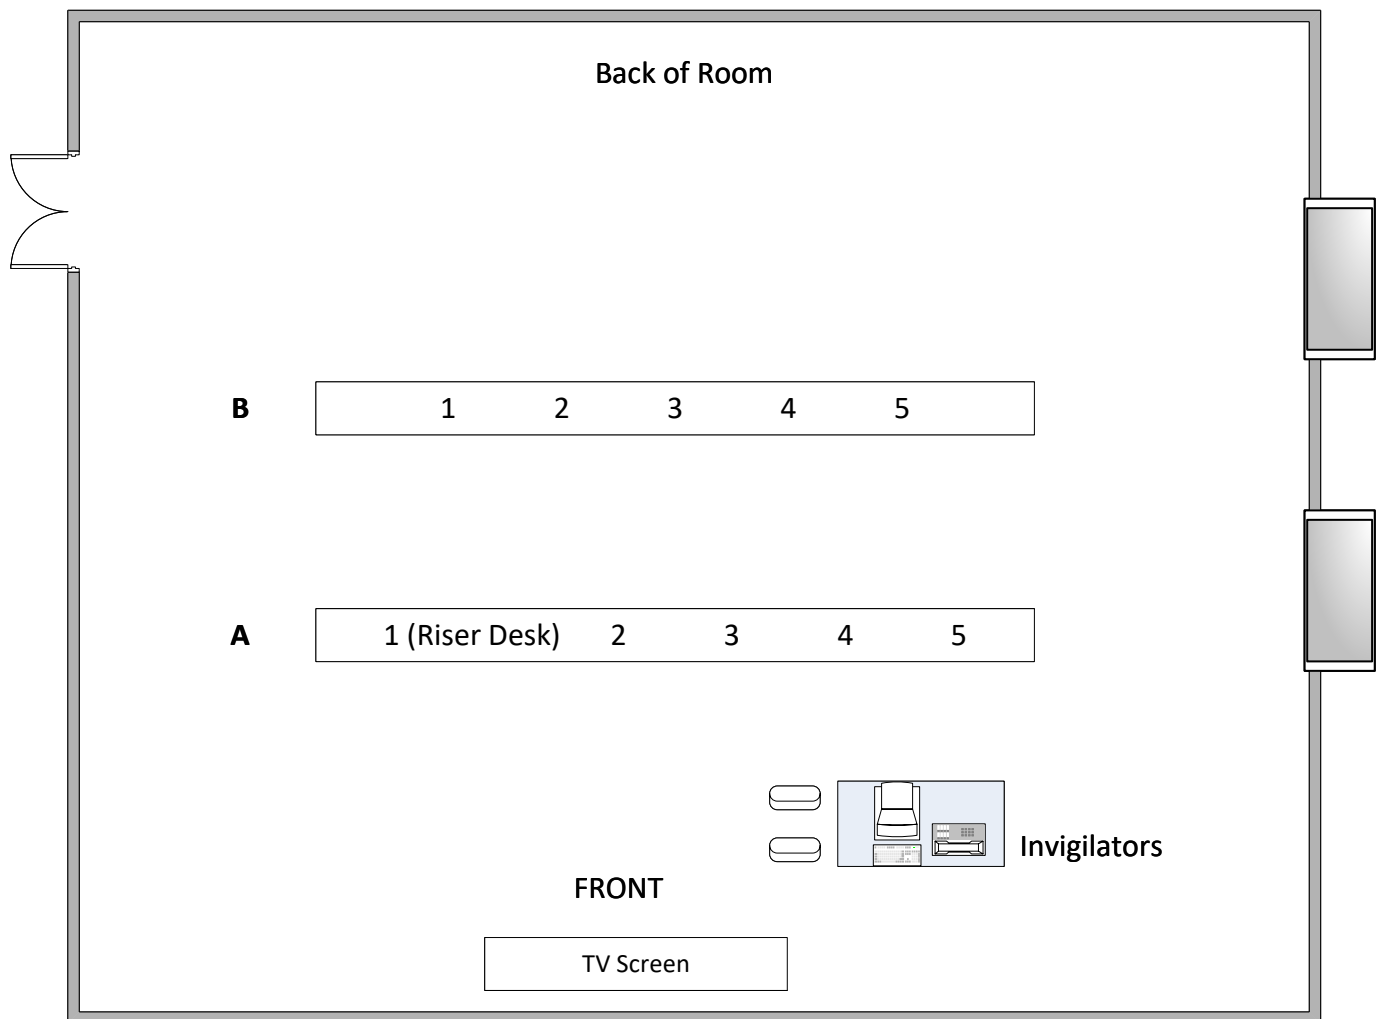 Back of Room
B 1 2 3 4 5
A 1 (Riser Desk) 2 3 4 5
Invigilators
FRONT
TV Screen